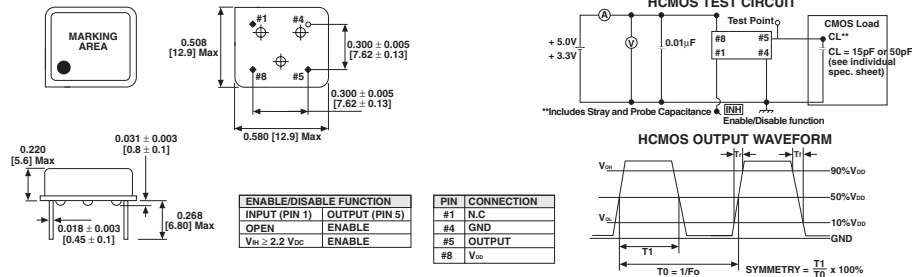 MARKING
AREA
0.508
[12.9] Max
#1
#4
#8
#5
0.300 ± 0.005
[7.62 ± 0.13]
0.300 ± 0.005
[7.62 ± 0.13]
0.580 [12.9] Max
0.220
[5.6] Max
0.031 ± 0.003
[0.8 ± 0.1]
0.018 ± 0.003
[0.45 ± 0.1]
0.268
[6.80] Max
ENABLE/DISABLE FUNCTION
INPUT (PIN 1) OUTPUT (PIN 5)
OPEN ENABLE
VIH ≥ 2.2 VDC ENABLE
PIN CONNECTION
#1 N.C
#4 GND
#5 OUTPUT
#8 VDD
HCMOS TEST CIRCUIT
A
V
+ 5.0V
+ 3.3V
0.01µF
Test Point
#8 #5
#1 #4
CMOS Load
CL**
CL = 15pF or 50pF
(see individual
spec. sheet)
**Includes Stray and Probe Capacitance
INH
Enable/Disable function
HCMOS OUTPUT WAVEFORM
Tr
Tf
VOH
90%VDD
50%VDD
VOL
10%VDD
GND
T1
T0 = 1/Fo
SYMMETRY = T1/T0 x 100%